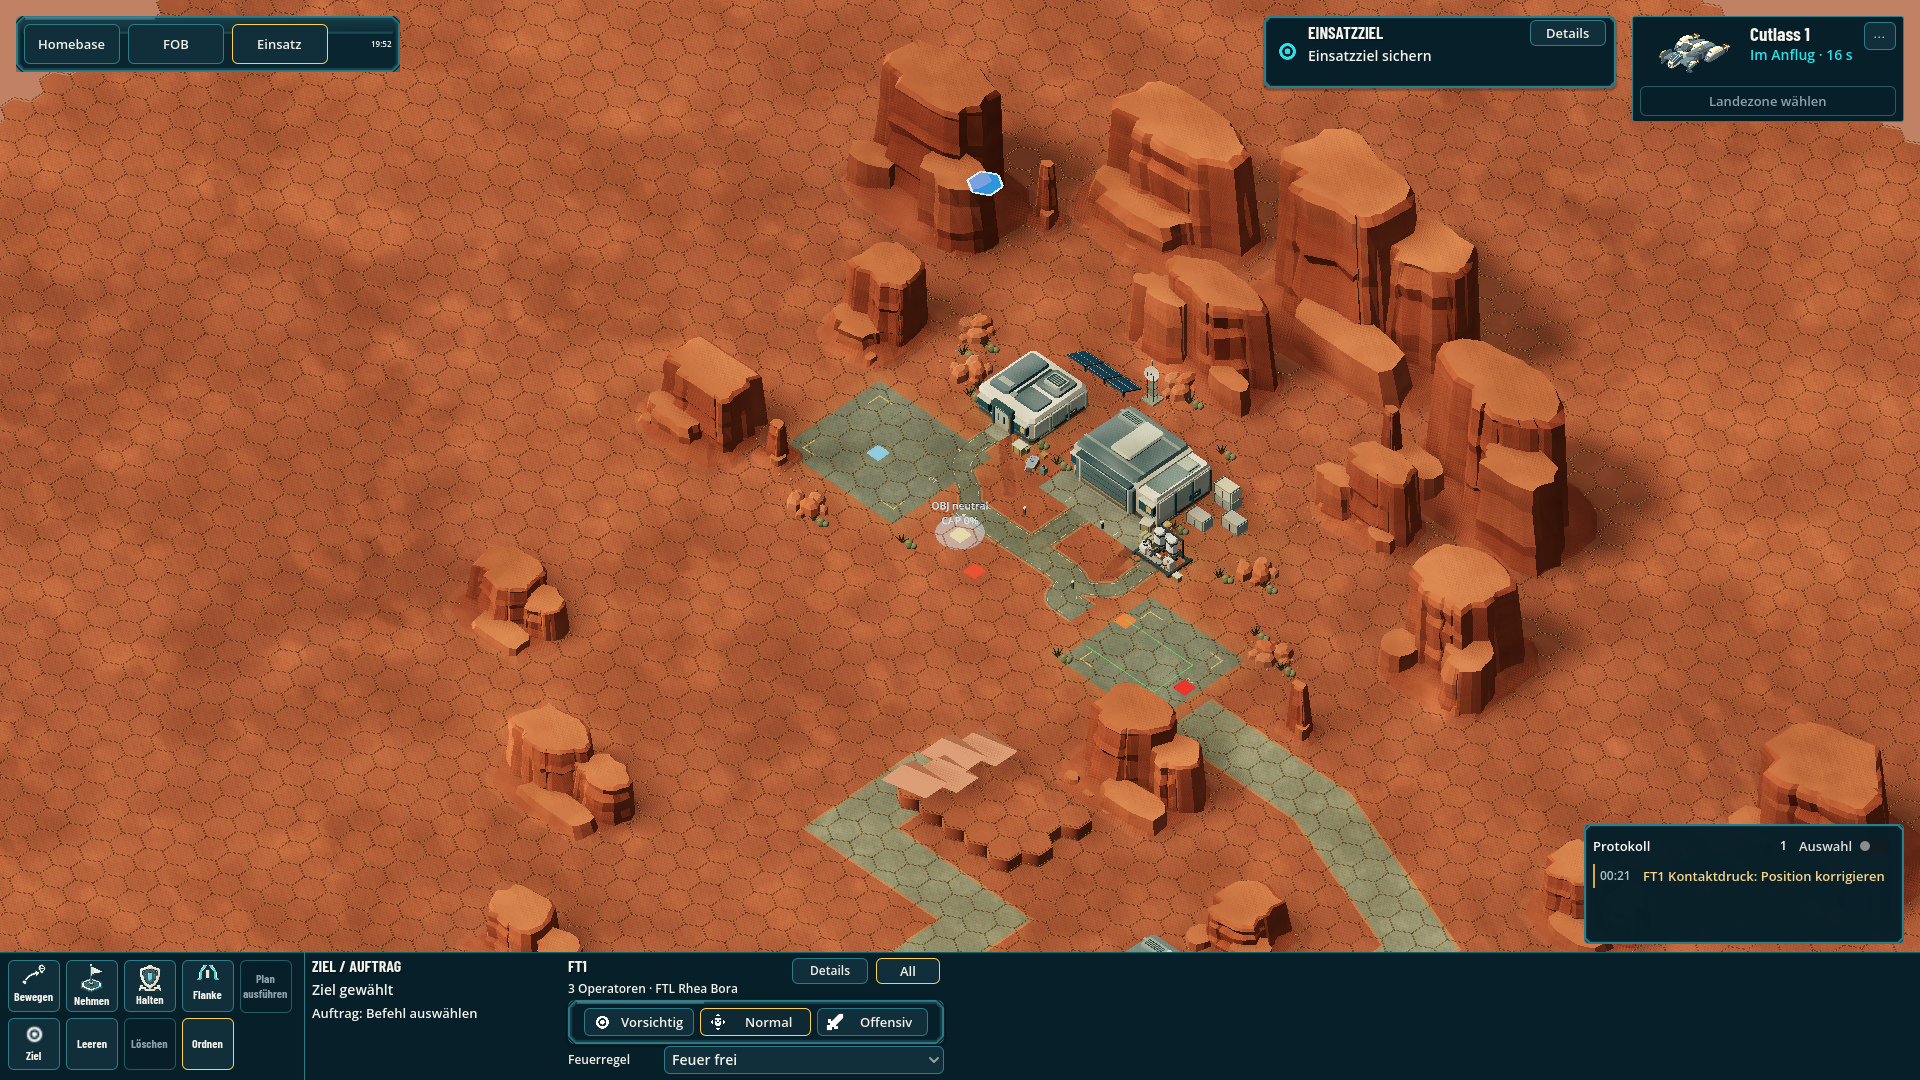 Homebase
FOB
Einsatz
19:52
EINSATZZIEL
Einsatzziel sichern
Details
Cutlass 1
Im Anflug · 16 s
...
Landezone wählen
OBJ neutral
CAP 0%
Protokoll
1
Auswahl
00:21
FT1 Kontaktdruck: Position korrigieren
Bewegen
Nehmen
Halten
Flanke
Plan
ausführen
Ziel
Leeren
Löschen
Ordnen
ZIEL / AUFTRAG
Ziel gewählt
Auftrag: Befehl auswählen
FT1
Details
All
3 Operatoren · FTL Rhea Bora
Vorsichtig
Normal
Offensiv
Feuerregel
Feuer frei